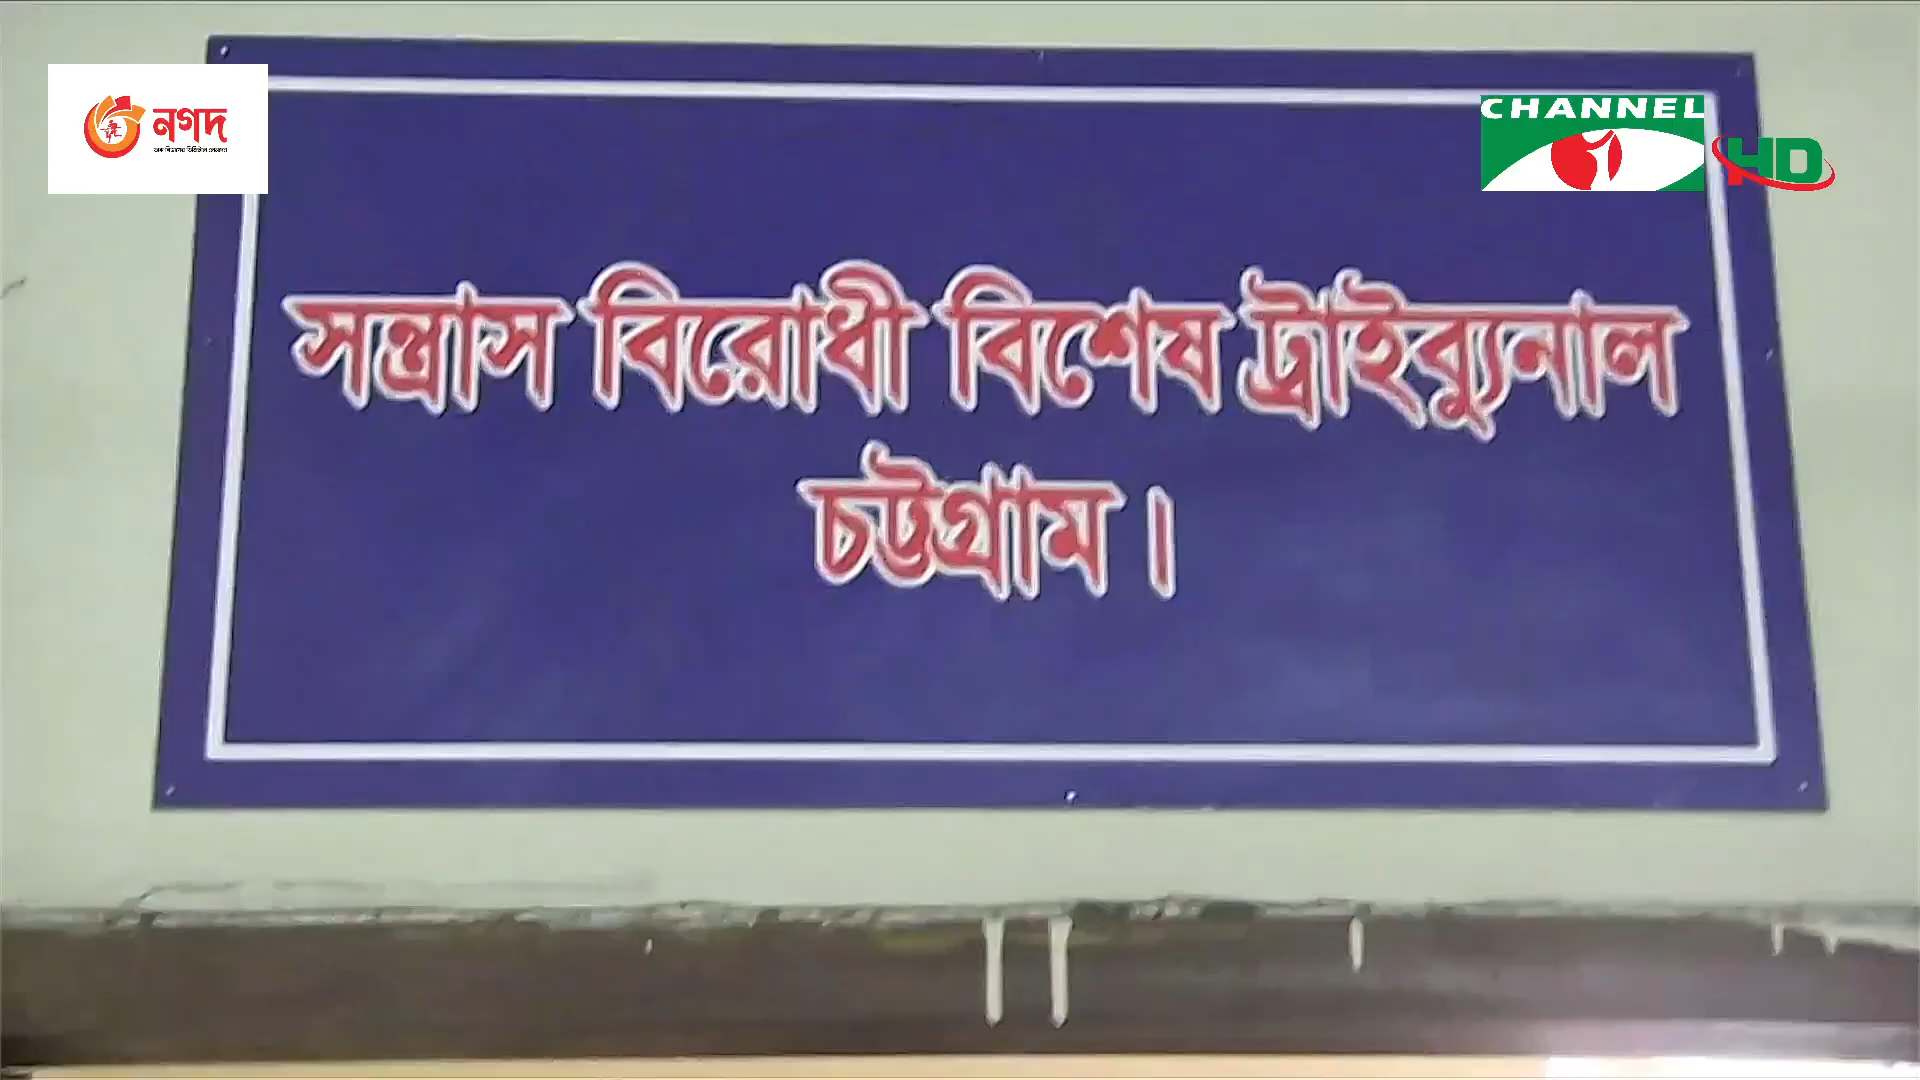 নগদ
CHANNEL
HD
সন্ত্রাস বিরোধী বিশেষ ট্রাইব্যুনাল
চট্টগ্রাম।